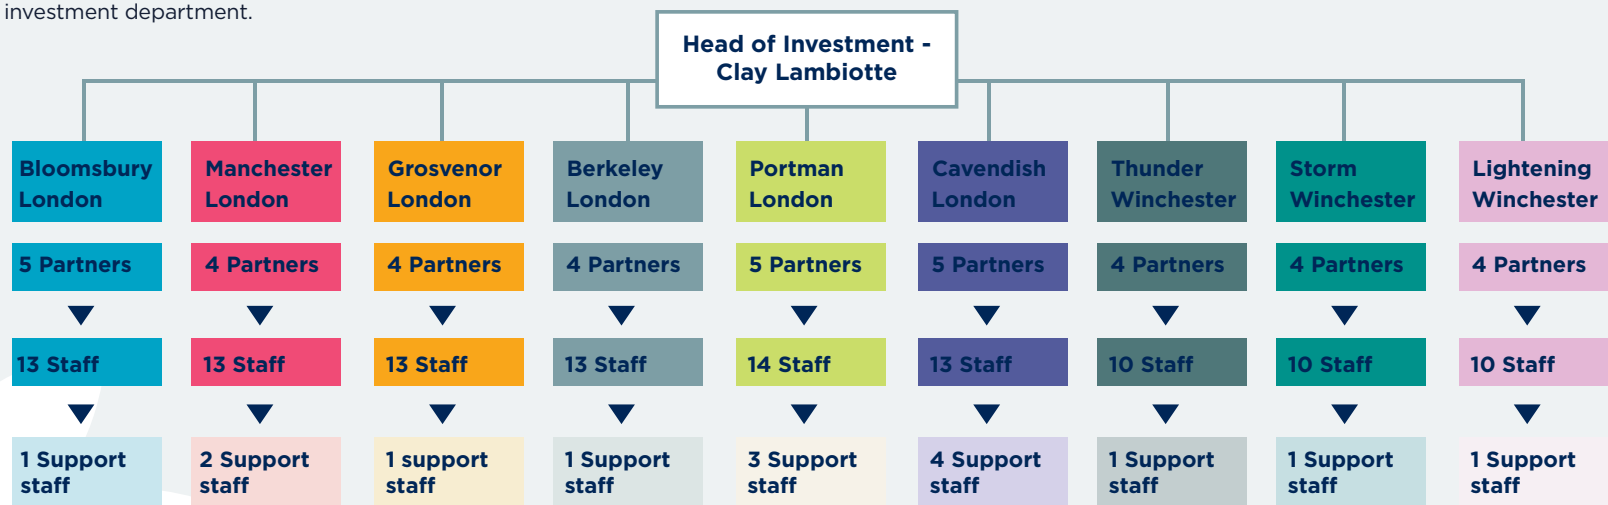 investment department.
Head of Investment -
Clay Lambiotte
Bloomsbury
London
Manchester
London
Grosvenor
London
Berkeley
London
Portman
London
Cavendish
London
Thunder
Winchester
Storm
Winchester
Lightening
Winchester
5 Partners
4 Partners
4 Partners
4 Partners
5 Partners
5 Partners
4 Partners
4 Partners
4 Partners
13 Staff
13 Staff
13 Staff
13 Staff
14 Staff
13 Staff
10 Staff
10 Staff
10 Staff
1 Support
staff
2 Support
staff
1 support
staff
1 Support
staff
3 Support
staff
4 Support
staff
1 Support
staff
1 Support
staff
1 Support
staff